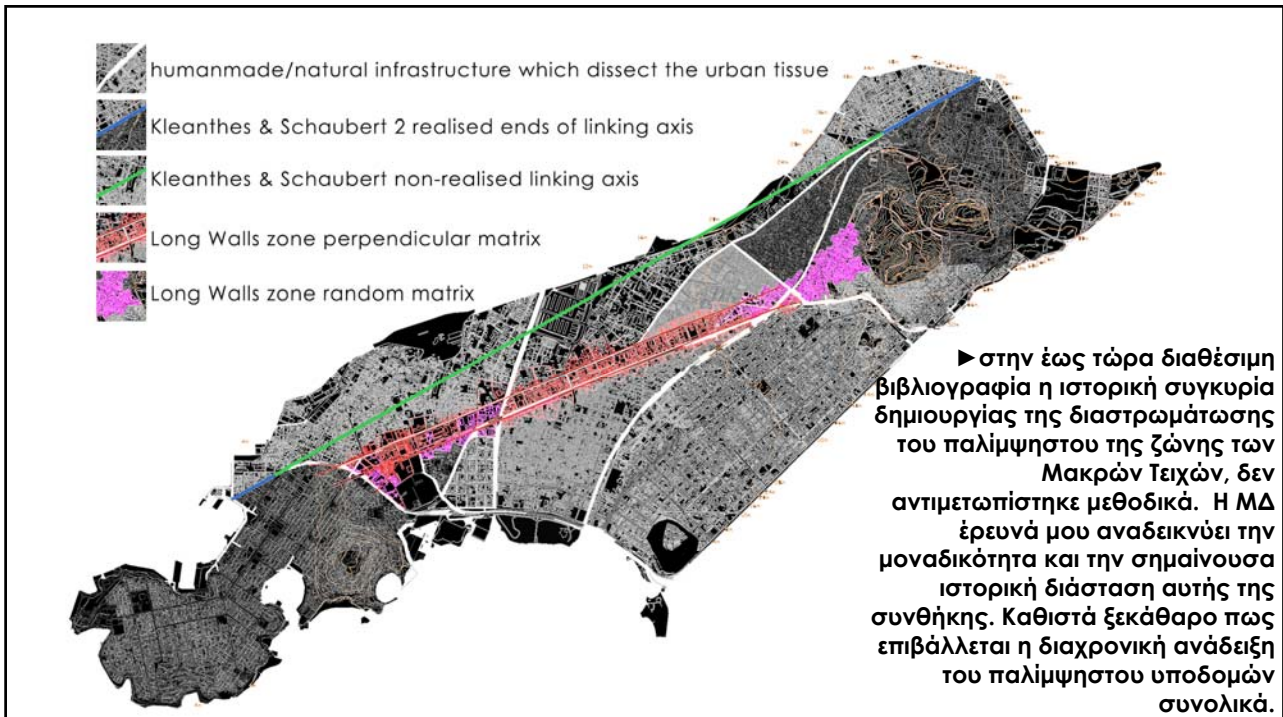 humanmade/natural infrastructure which dissect the urban tissue
Kleanthes & Schaubert 2 realised ends of linking axis
Kleanthes & Schaubert non-realised linking axis
Long Walls zone perpendicular matrix
Long Walls zone random matrix
►στην έως τώρα διαθέσιμη
βιβλιογραφία η ιστορική συγκυρία
δημιουργίας της διαστρωμάτωσης
του παλίμψηστου της ζώνης των
Μακρών Τειχών, δεν
αντιμετωπίστηκε μεθοδικά. Η ΜΔ
έρευνά μου αναδεικνύει την
μοναδικότητα και την σημαίνουσα
ιστορική διάσταση αυτής της
συνθήκης. Καθιστά ξεκάθαρο πως
επιβάλλεται η διαχρονική ανάδειξη
του παλίμψηστου υποδομών
συνολικά.